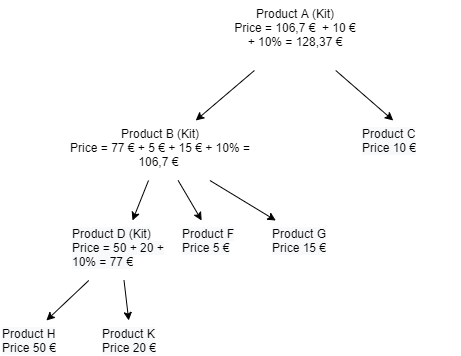 Product A (Kit)
Price = 106,7 € + 10 €
+ 10% = 128,37 €
Product B (Kit)
Price = 77 € + 5 € + 15 € + 10% =
106,7 €
Product C
Price 10 €
Product D (Kit)
Price = 50 + 20 +
10% = 77 €
Product F
Price 5 €
Product G
Price 15 €
Product H
Price 50 €
Product K
Price 20 €